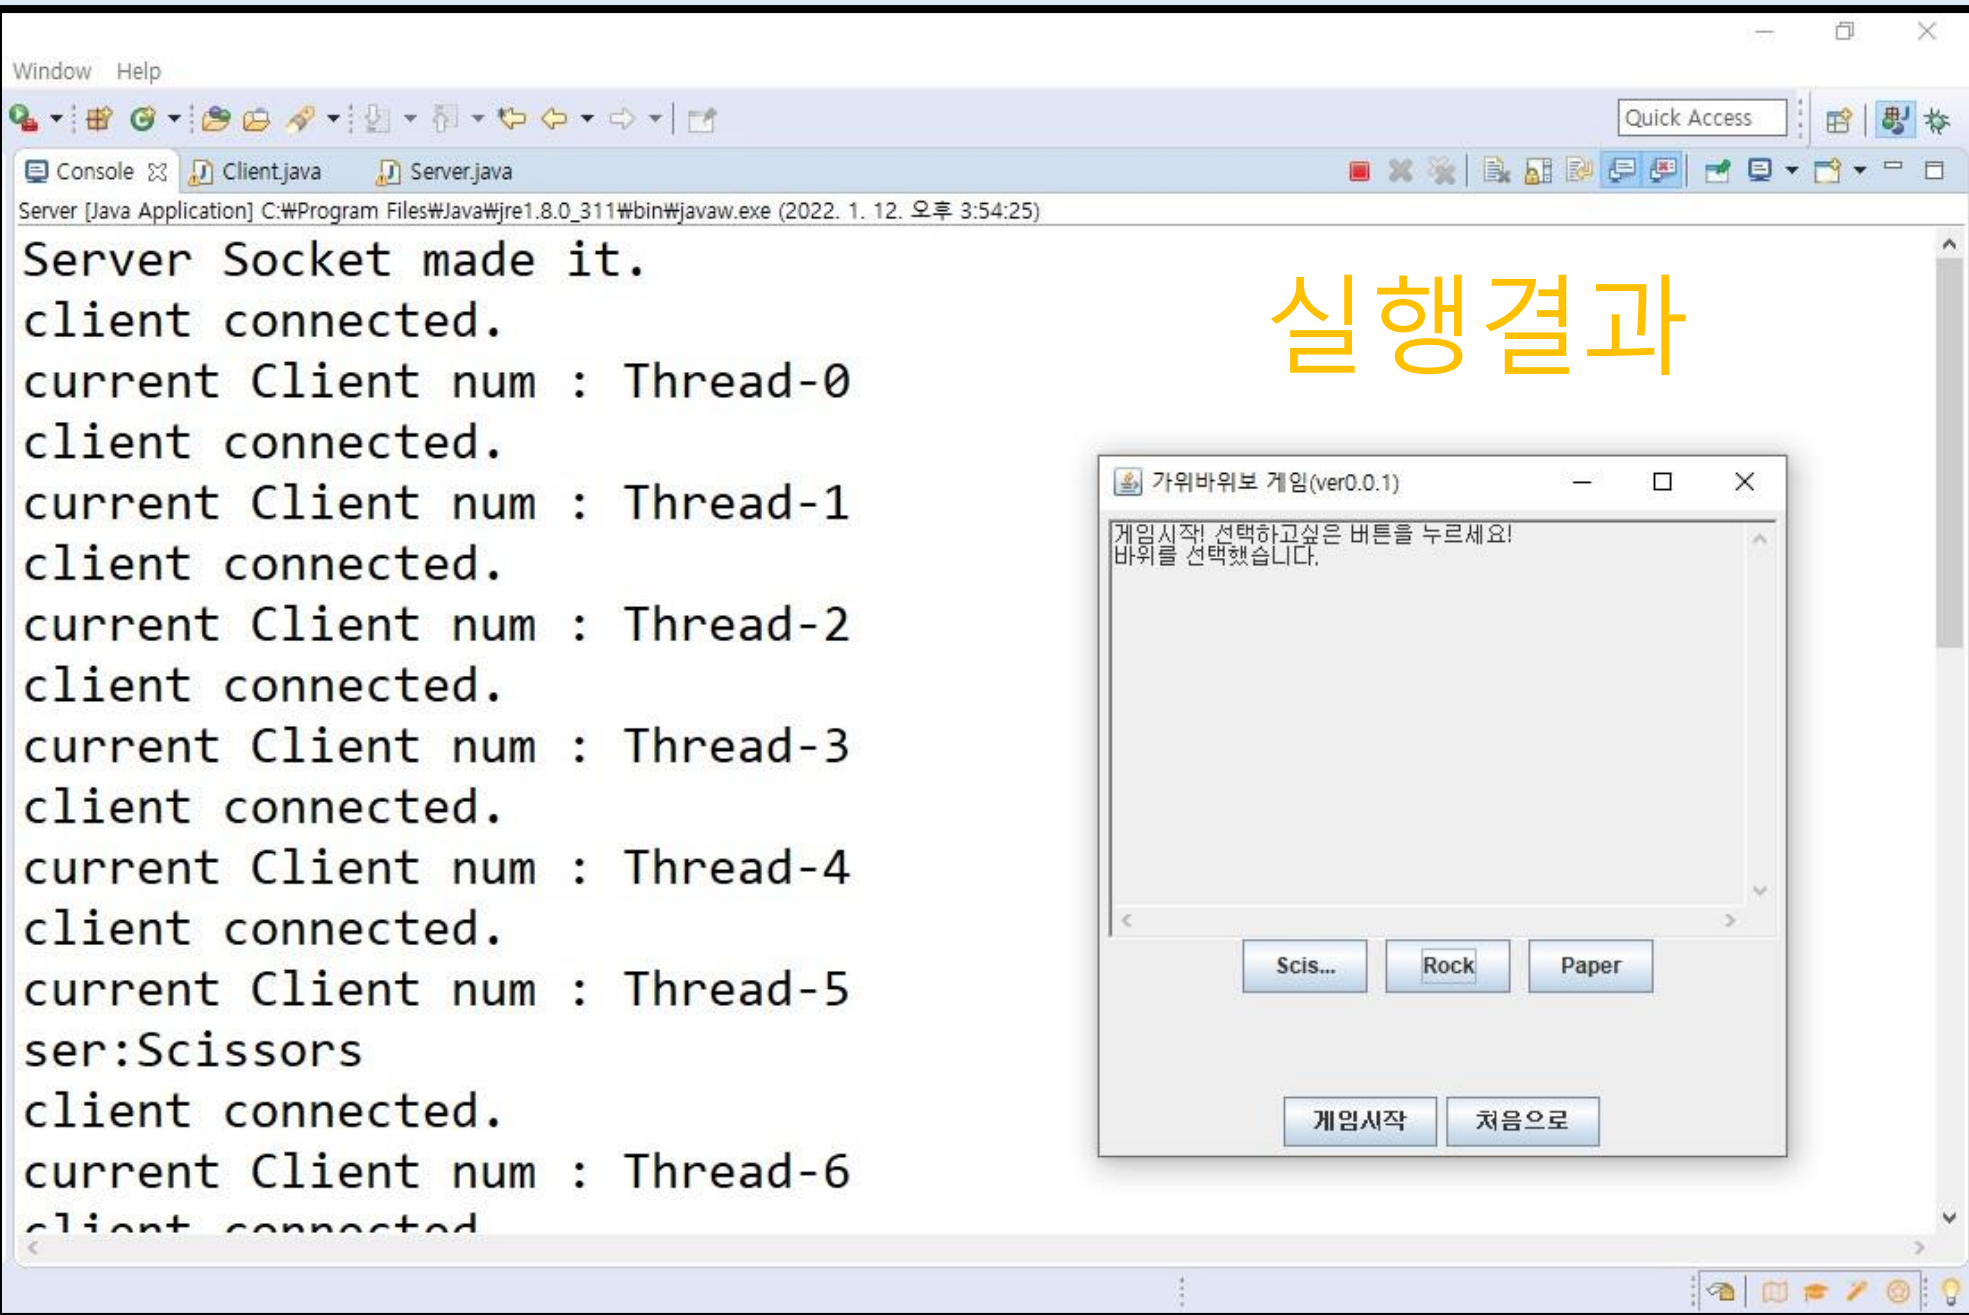 Window Help
Quick Access
Console Client.java Server.java
Server [Java Application] C:₩Program Files₩Java₩jre1.8.0_311₩bin₩javaw.exe (2022. 1. 12. 오후 3:54:25)
Server Socket made it.
client connected.
current Client num : Thread-0
client connected.
current Client num : Thread-1
client connected.
current Client num : Thread-2
client connected.
current Client num : Thread-3
client connected.
current Client num : Thread-4
client connected.
current Client num : Thread-5
ser:Scissors
client connected.
current Client num : Thread-6
client connected
실행결과
가위바위보 게임(ver0.0.1)
게임시작! 선택하고싶은 버튼을 누르세요!
바위를 선택했습니다.
Scis... Rock Paper
게임시작 처음으로